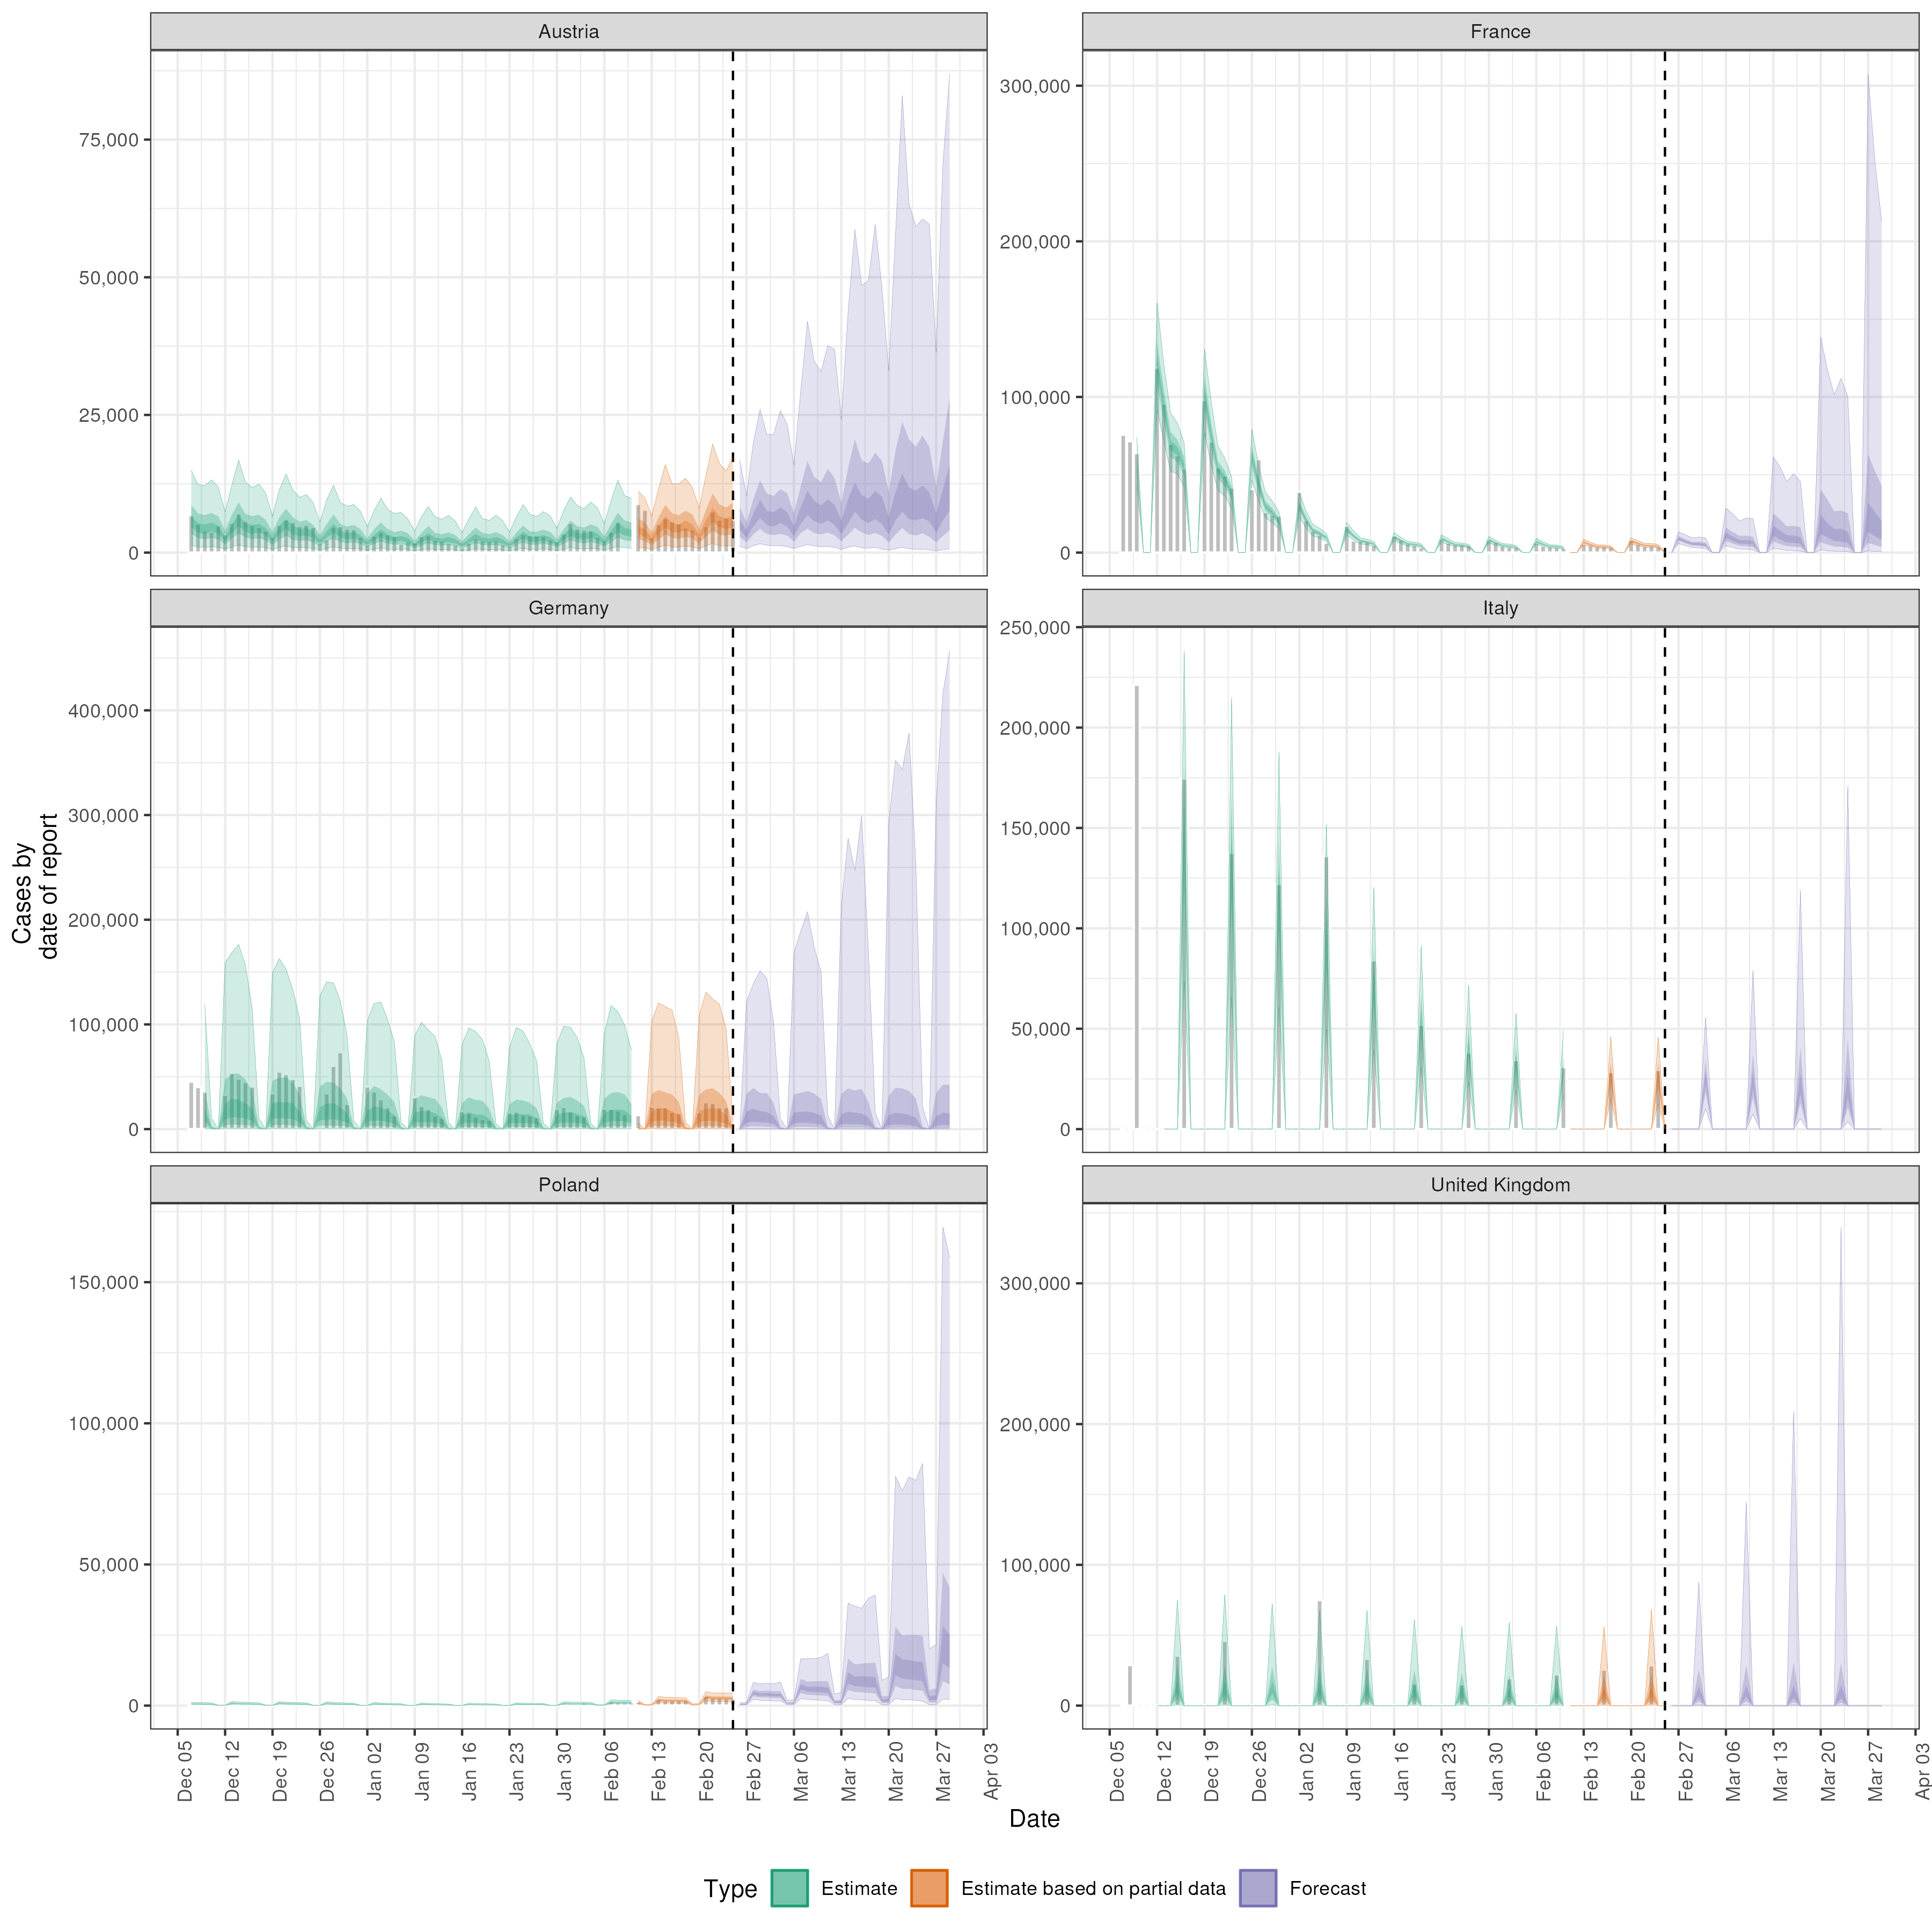 Austria
France
75,000
50,000
25,000
0
300,000
200,000
100,000
0
Germany
Italy
400,000
300,000
200,000
100,000
0
250,000
200,000
150,000
100,000
50,000
0
Cases by
date of report
Poland
United Kingdom
150,000
100,000
50,000
0
300,000
200,000
100,000
0
Dec 05
Dec 12
Dec 19
Dec 26
Jan 02
Jan 09
Jan 16
Jan 23
Jan 30
Feb 06
Feb 13
Feb 20
Feb 27
Mar 06
Mar 13
Mar 20
Mar 27
Apr 03
Dec 05
Dec 12
Dec 19
Dec 26
Jan 02
Jan 09
Jan 16
Jan 23
Jan 30
Feb 06
Feb 13
Feb 20
Feb 27
Mar 06
Mar 13
Mar 20
Mar 27
Apr 03
Date
Type Estimate Estimate based on partial data Forecast